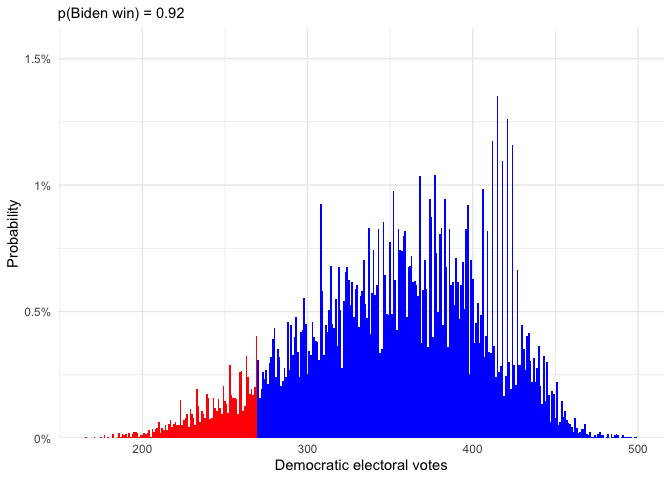 p(Biden win) = 0.92
1.5%
1%
0.5%
0%
Probability
200
300
400
500
Democratic electoral votes